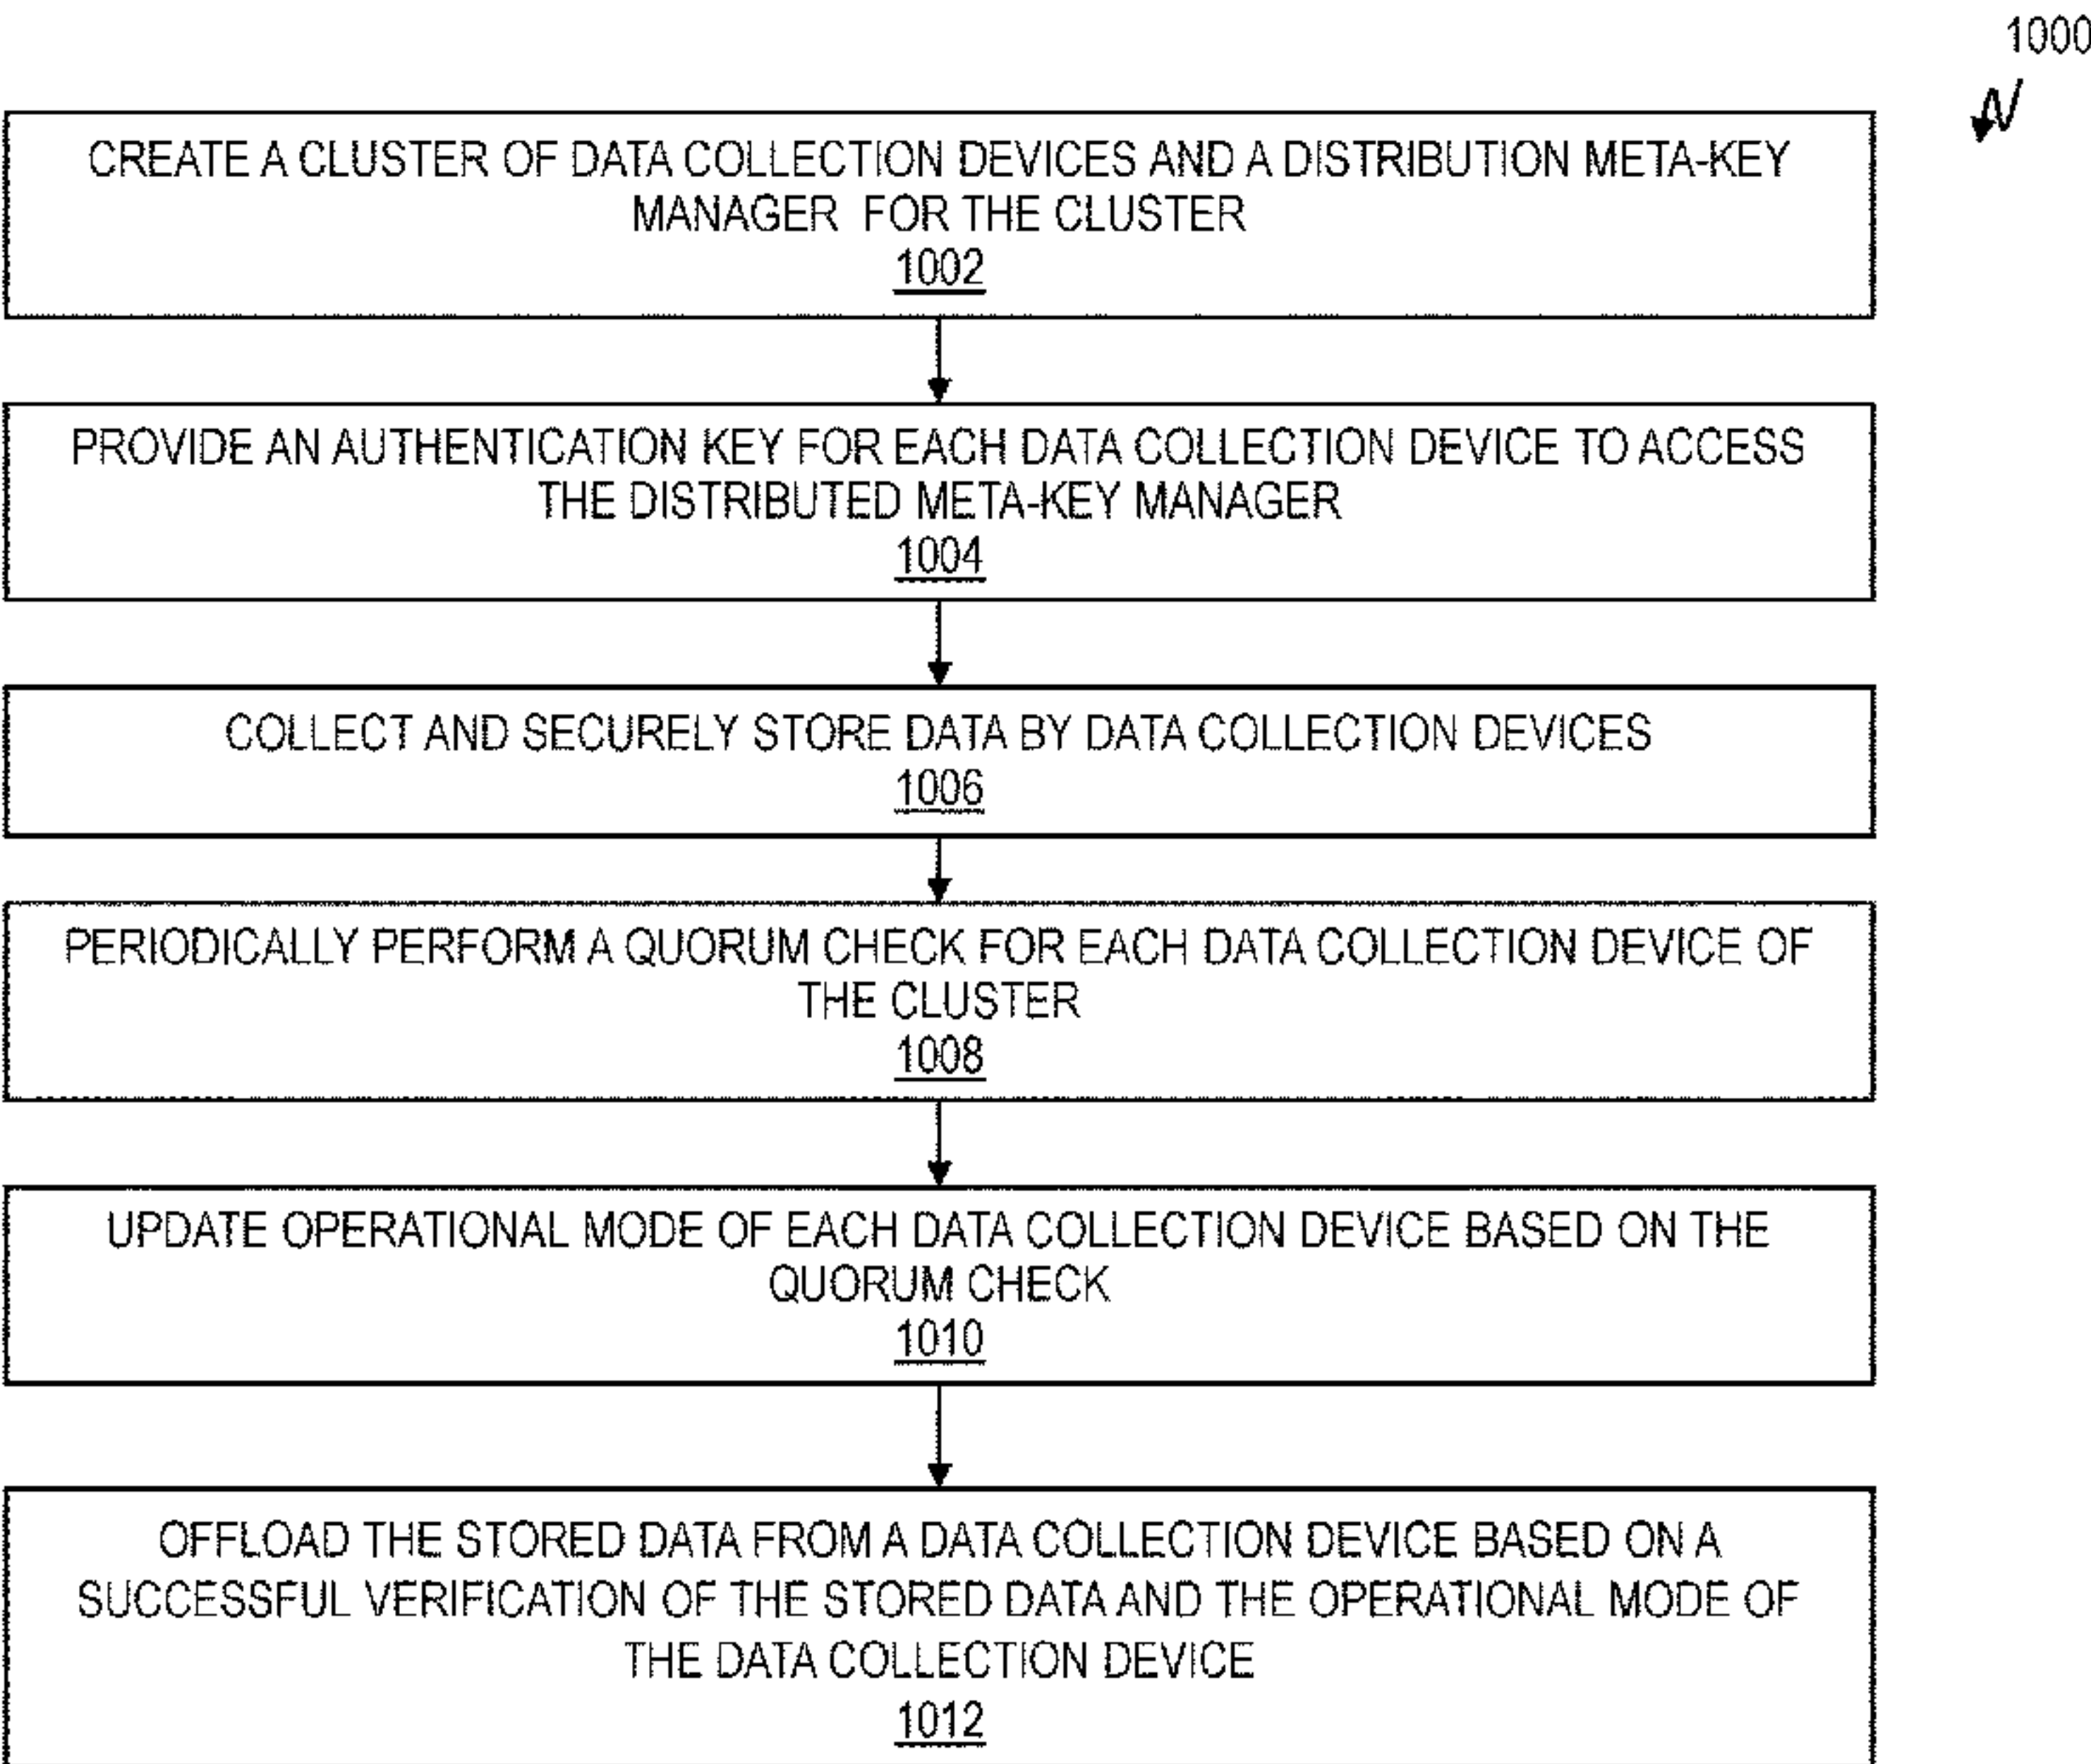 1000
CREATE A CLUSTER OF DATA COLLECTION DEVICES AND A DISTRIBUTION META-KEY
MANAGER FOR THE CLUSTER
1002
PROVIDE AN AUTHENTICATION KEY FOR EACH DATA COLLECTION DEVICE TO ACCESS
THE DISTRIBUTED META-KEY MANAGER
1004
COLLECT AND SECURELY STORE DATA BY DATA COLLECTION DEVICES
1006
PERIODICALLY PERFORM A QUORUM CHECK FOR EACH DATA COLLECTION DEVICE OF
THE CLUSTER
1008
UPDATE OPERATIONAL MODE OF EACH DATA COLLECTION DEVICE BASED ON THE
QUORUM CHECK
1010
OFFLOAD THE STORED DATA FROM A DATA COLLECTION DEVICE BASED ON A
SUCCESSFUL VERIFICATION OF THE STORED DATA AND THE OPERATIONAL MODE OF
THE DATA COLLECTION DEVICE
1012